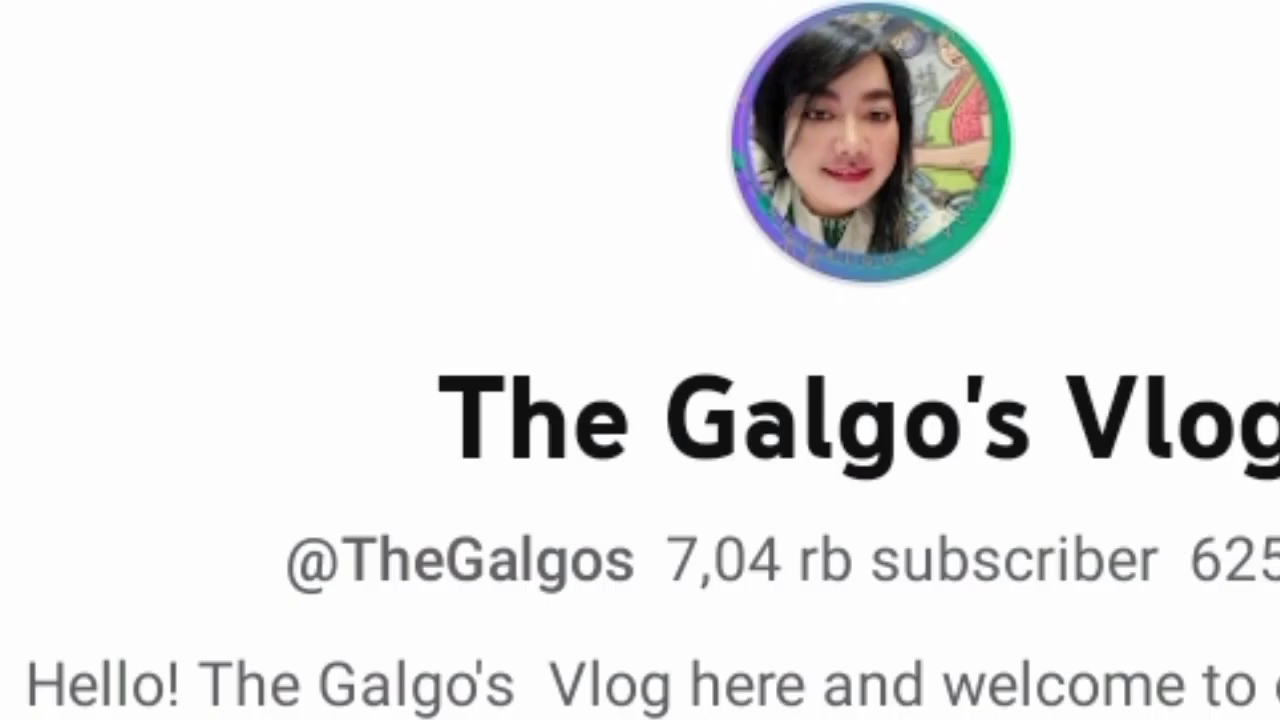 The Galgo's Vlog
@TheGalgos 7,04 rb subscriber 625
Hello! The Galgo's Vlog here and welcome to